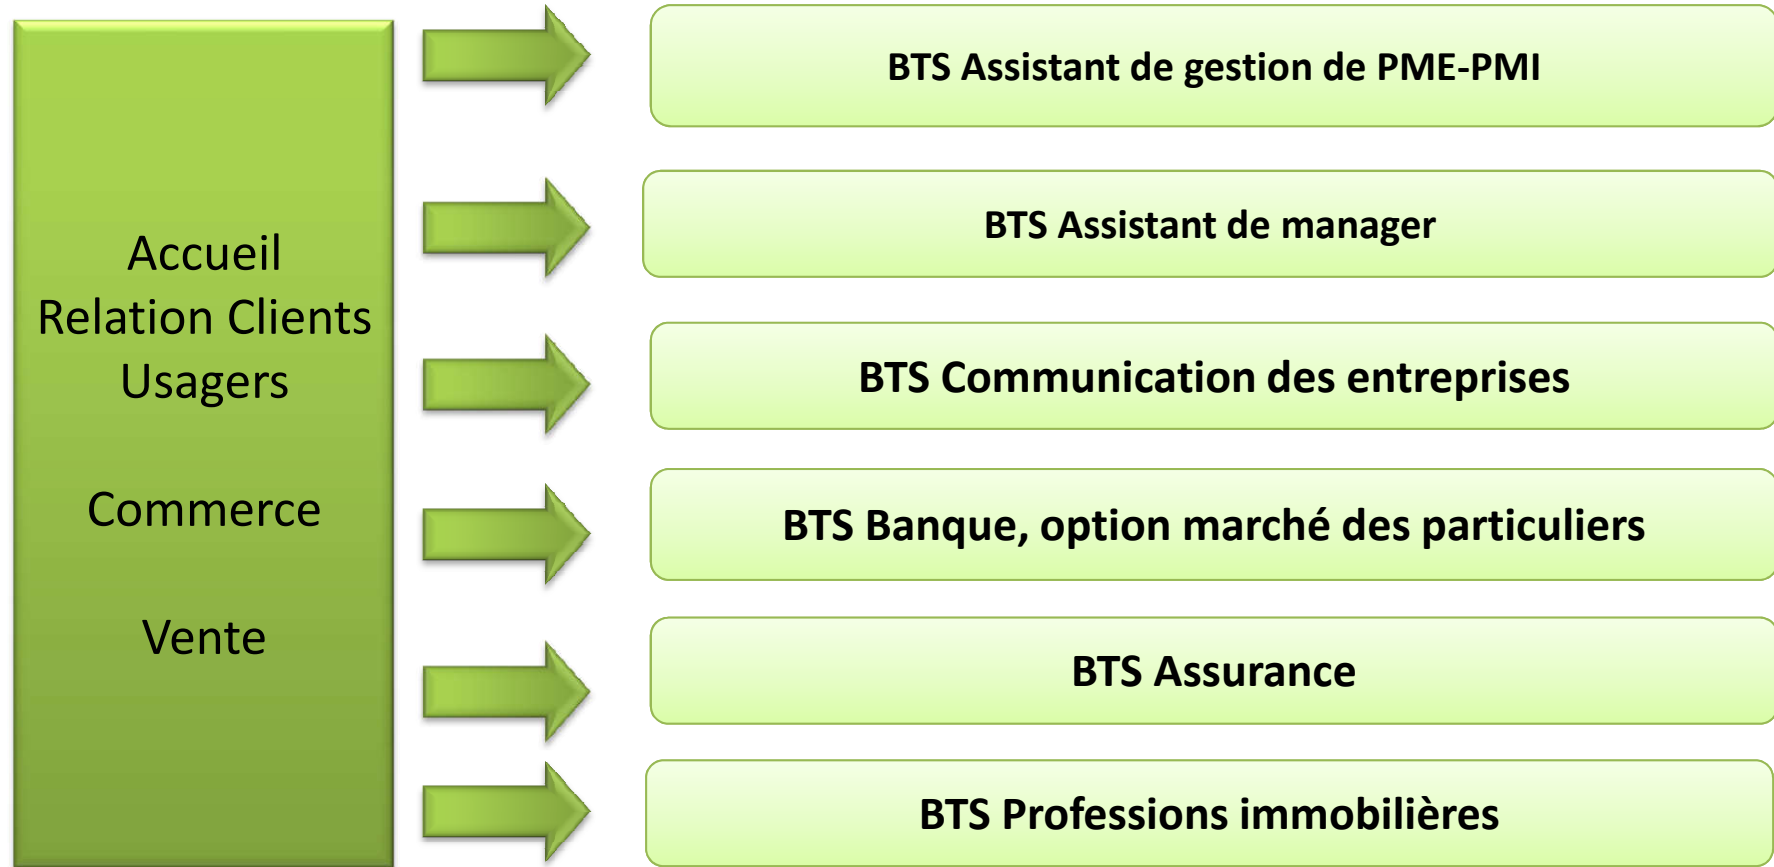 Accueil
Relation Clients
Usagers
Commerce
Vente
BTS Assistant de gestion de PME-PMI
BTS Assistant de manager
BTS Communication des entreprises
BTS Banque, option marché des particuliers
BTS Assurance
BTS Professions immobilières